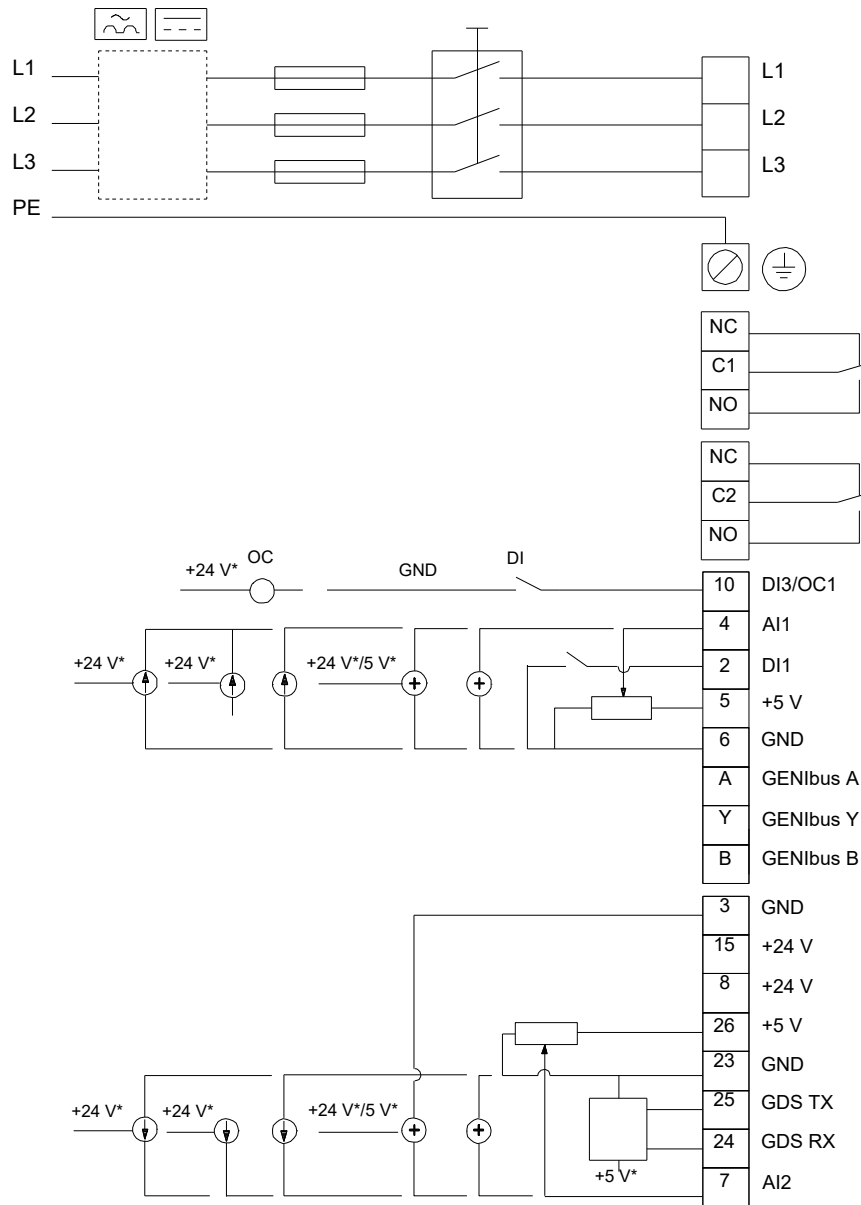 L1 L1
L2 L2
L3 L3
PE
NC
C1
NO
NC
C2
NO
+24 V* OC GND DI 10 DI3/OC1
4 AI1
+24 V* +24 V* +24 V*/5 V* 2 DI1
5 +5 V
6 GND
A GENIbus A
Y GENIbus Y
B GENIbus B
3 GND
15 +24 V
8 +24 V
26 +5 V
23 GND
+24 V* +24 V* +24 V*/5 V* 25 GDS TX
24 GDS RX
+5 V* 7 AI2